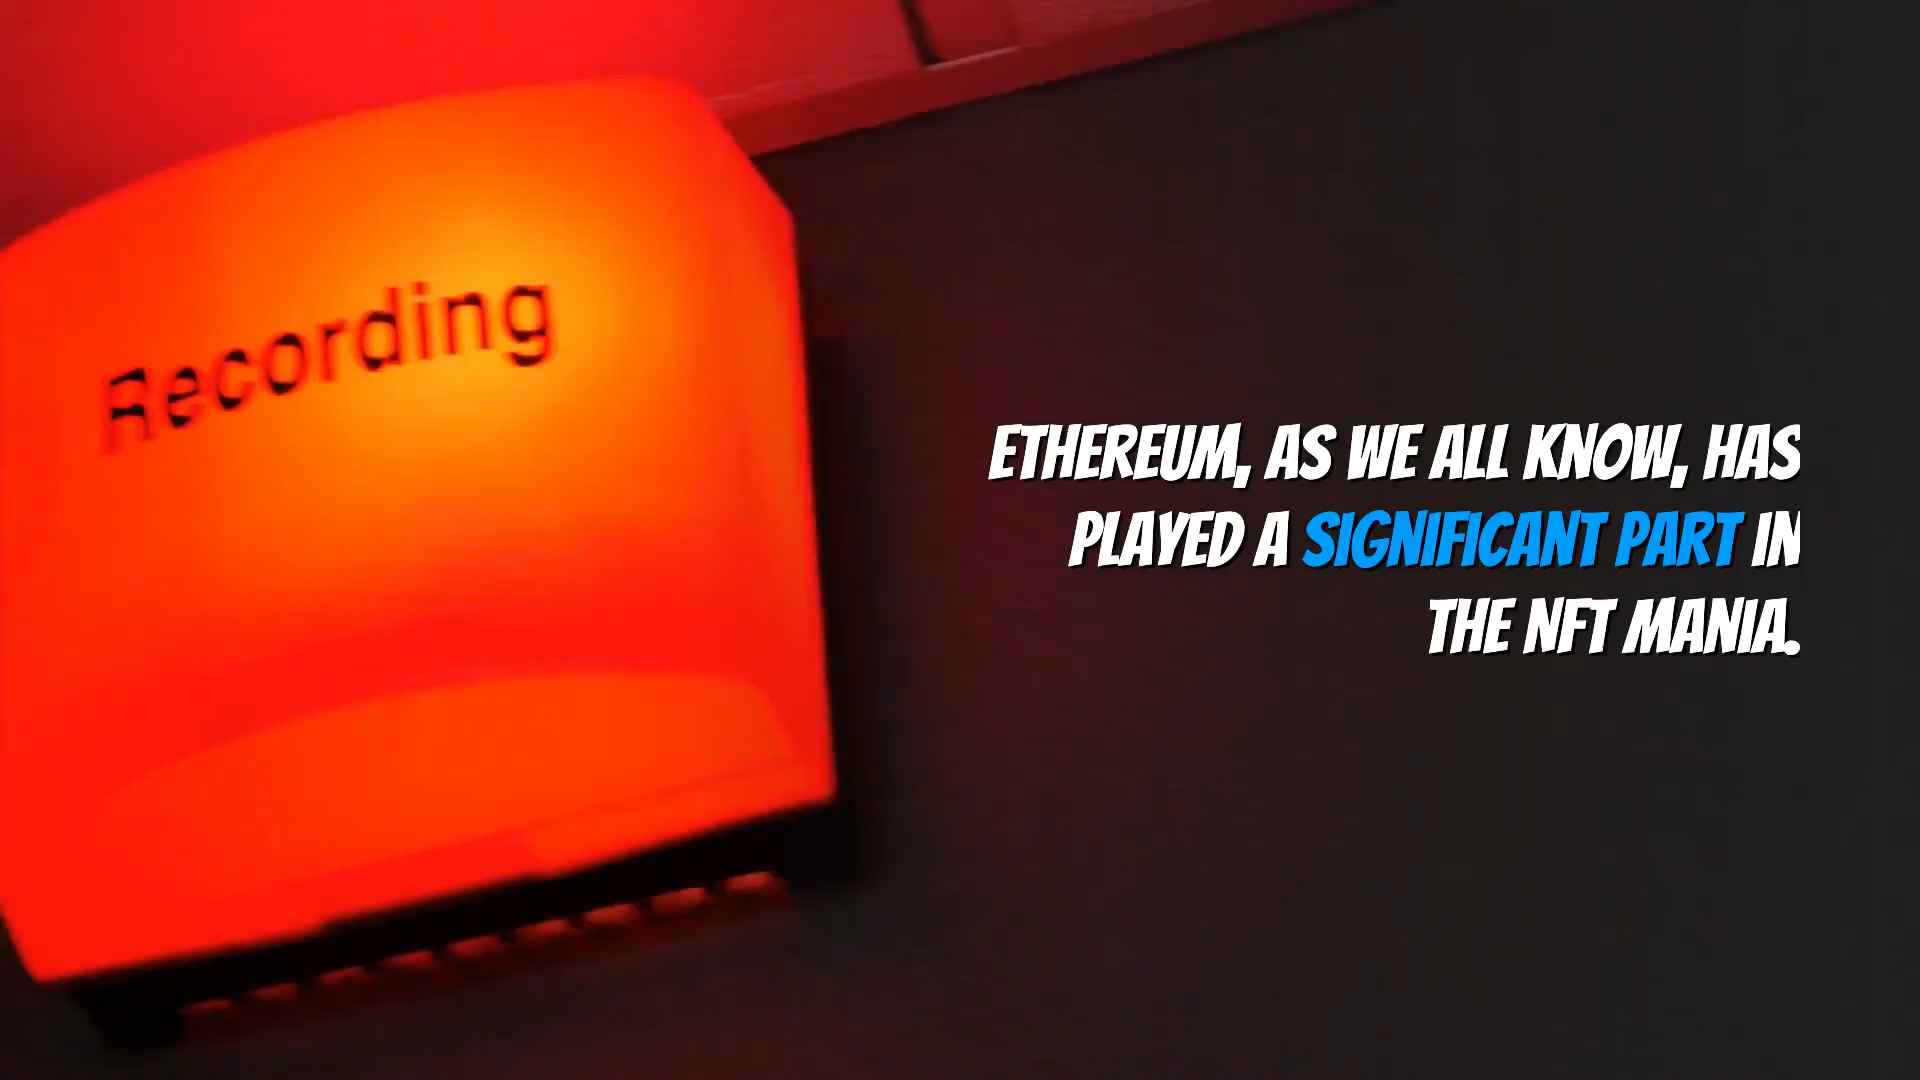 Recording
ETHEREUM, AS WE ALL KNOW, HAS
PLAYED A SIGNIFICANT PART IN
THE NFT MANIA.